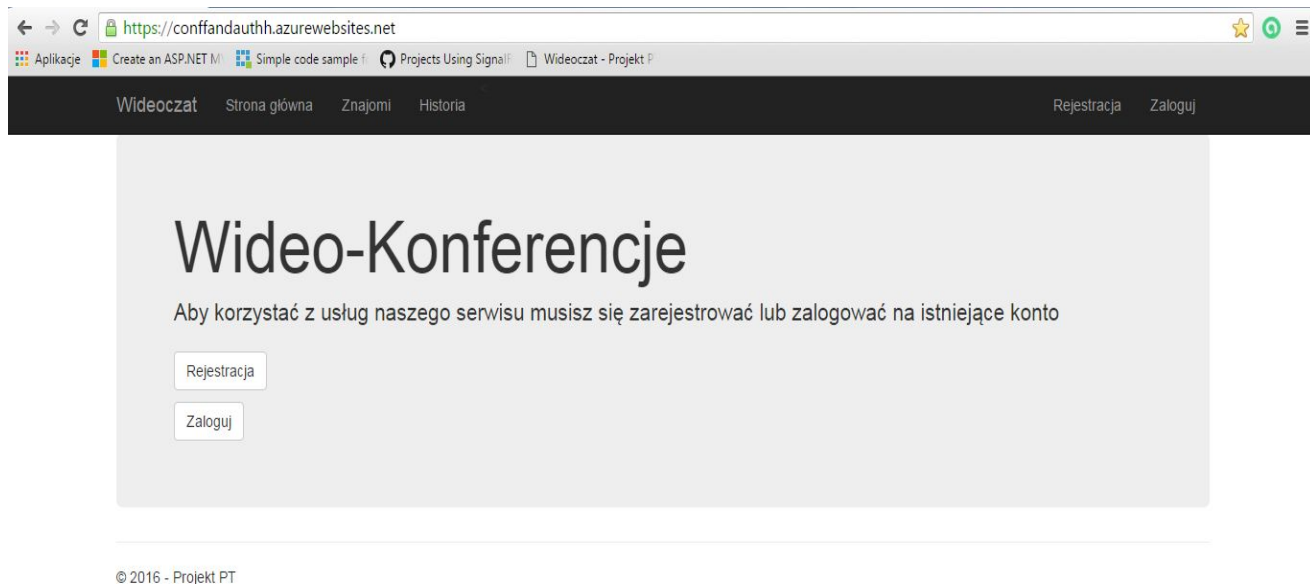 https://conffandauthh.azurewebsites.net
Aplikacje Create an ASP.NET M Simple code sample f Projects Using Signal Wideoczat - Projekt P
Wideoczat Strona główna Znajomi Historia Rejestracja Zaloguj
Wideo-Konferencje
Aby korzystać z usług naszego serwisu musisz się zarejestrować lub zalogować na istniejące konto
Rejestracja
Zaloguj
© 2016 - Projekt PT